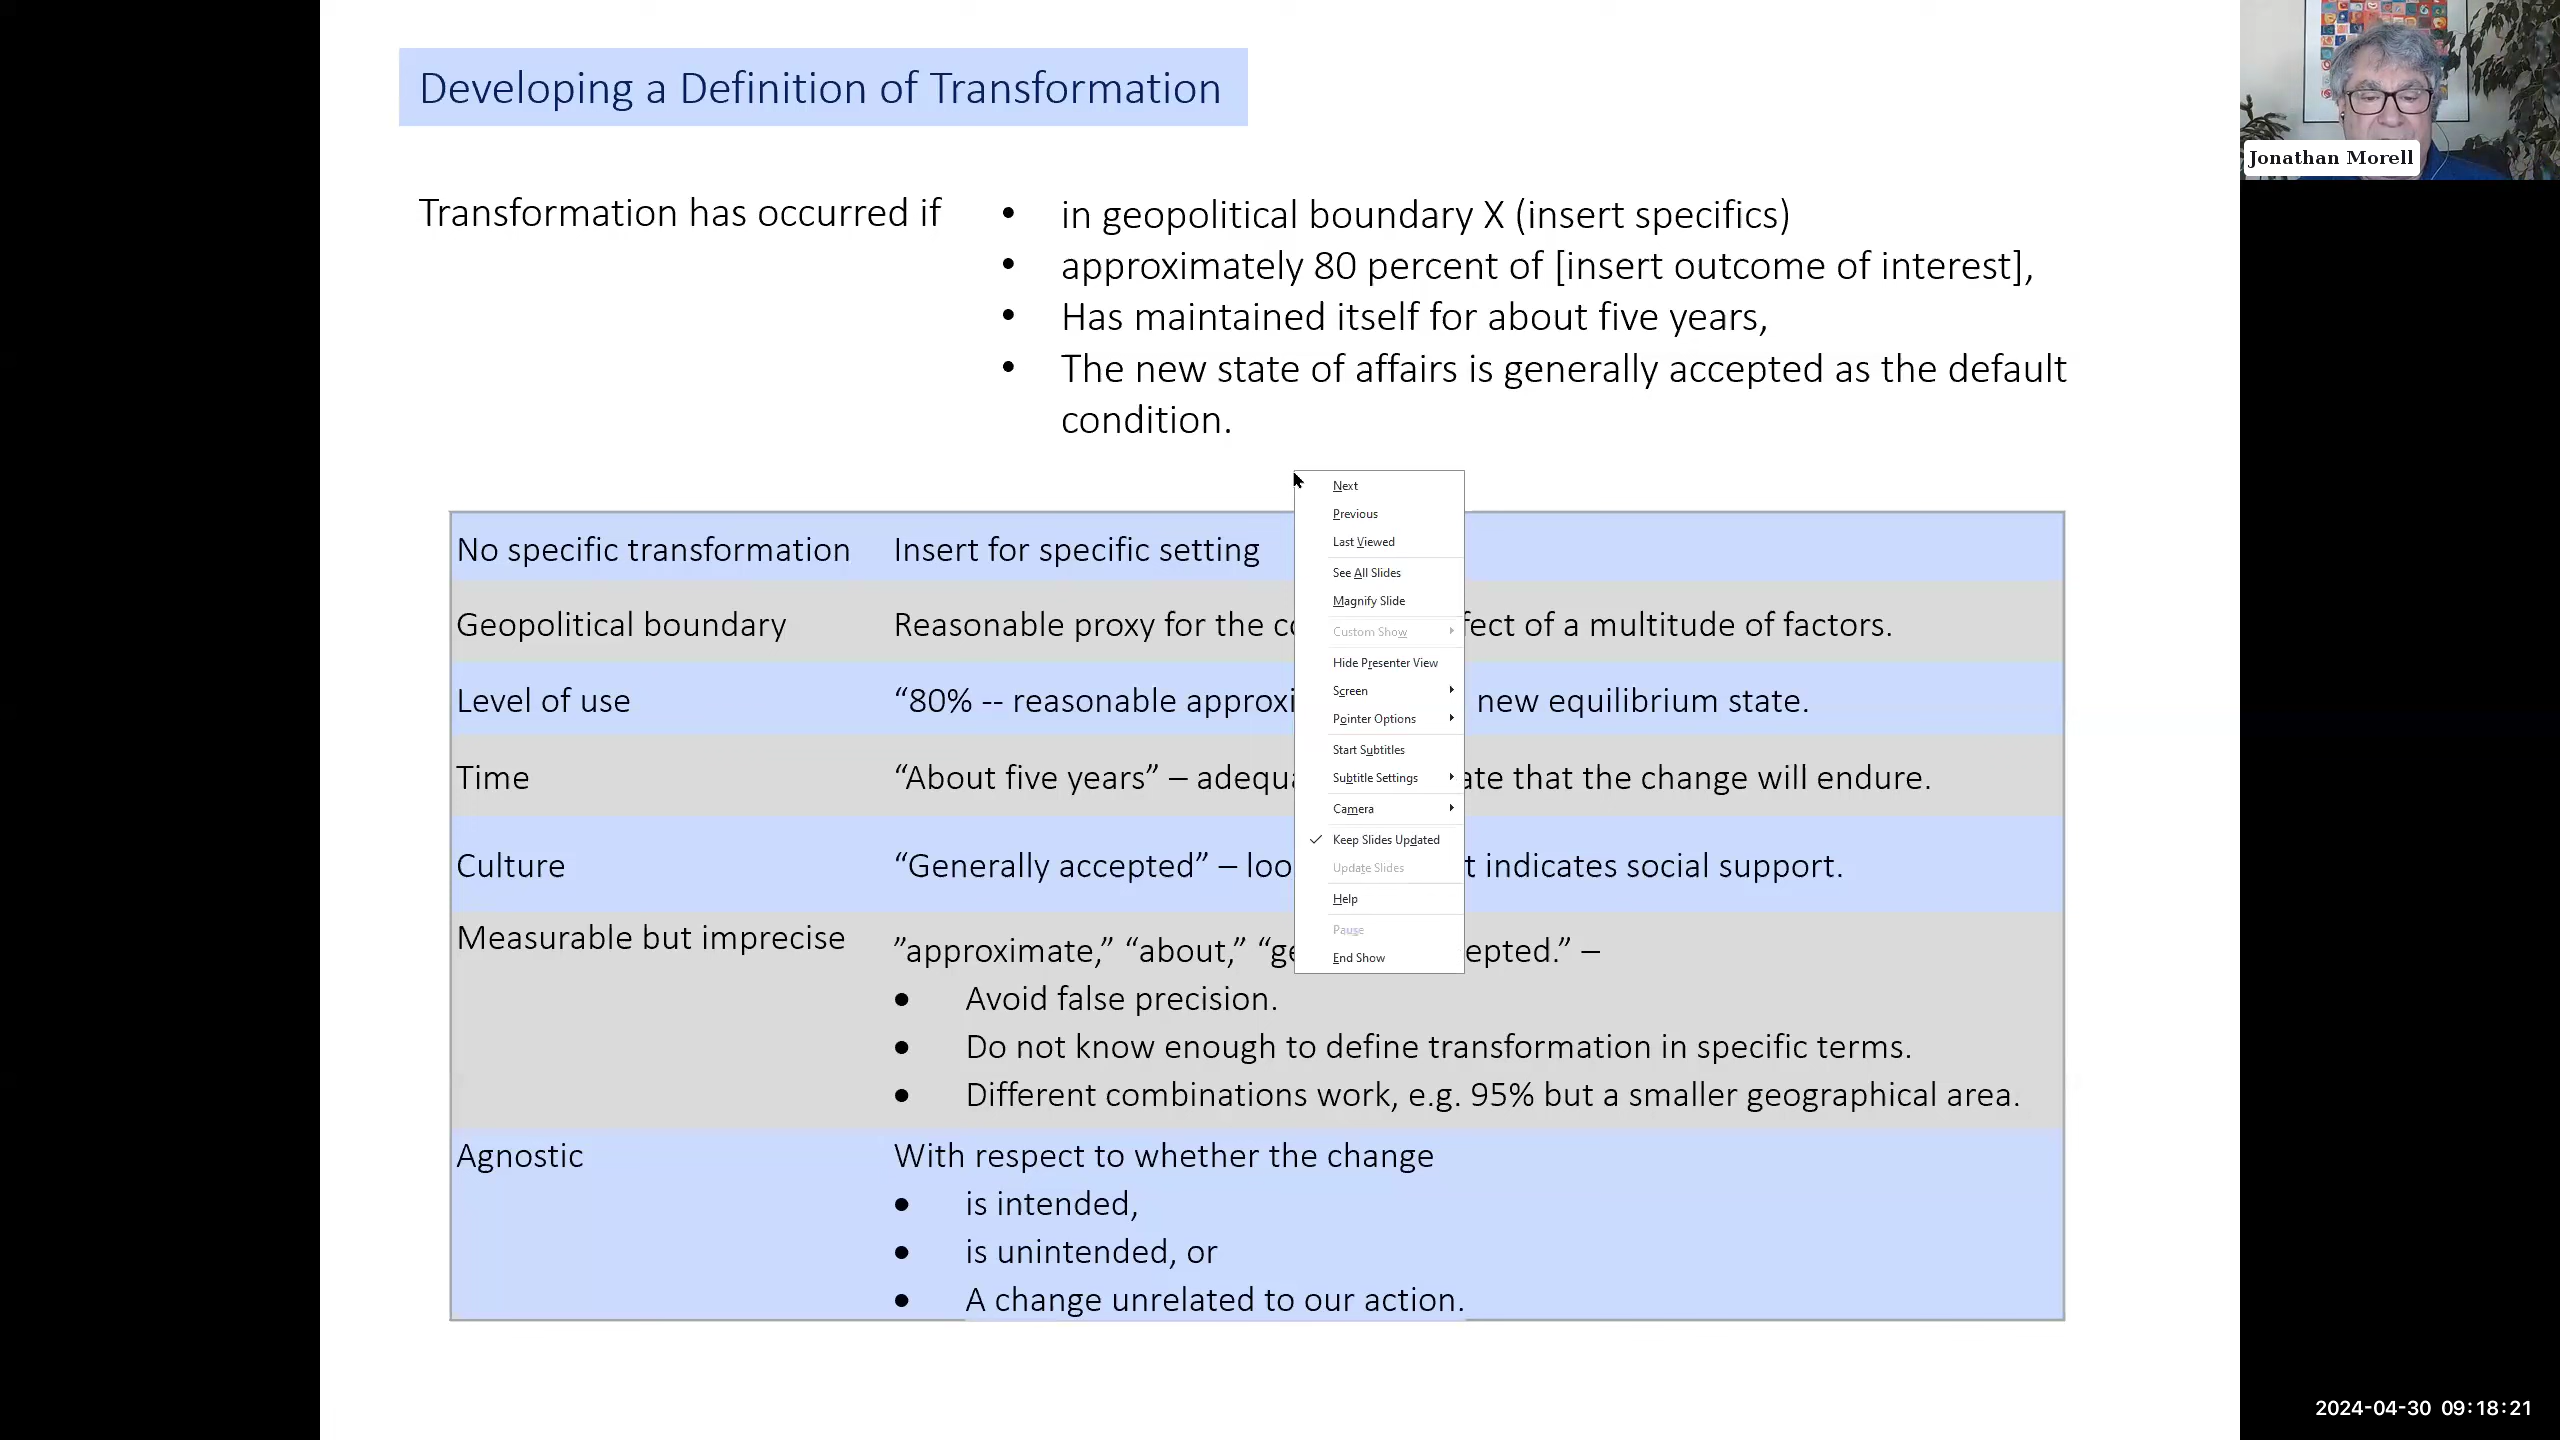 Developing a Definition of Transformation
Jonathan Morell
Transformation has occurred if
• in geopolitical boundary X (insert specifics)
• approximately 80 percent of [insert outcome of interest],
• Has maintained itself for about five years,
• The new state of affairs is generally accepted as the default
condition.
No specific transformation Insert for specific setting
Geopolitical boundary Reasonable proxy for the fect of a multitude of factors.
Level of use “80% -- reasonable new equilibrium state.
Time “About five years” – that the change will endure.
Culture “Generally accepted” – indicates social support.
Measurable but imprecise ”approximate,” “about,” epted.” –
• Avoid false precision.
• Do not know enough to define transformation in specific terms.
• Different combinations work, e.g. 95% but a smaller geographical area.
Agnostic With respect to whether the change
• is intended,
• is unintended, or
• A change unrelated to our action.
Next
Previous
Last Viewed
See All Slides
Magnify Slide
Custom Show
Hide Presenter View
Screen
Pointer Options
Start Subtitles
Subtitle Settings
Camera
Keep Slides Updated
Update Slides
Help
Pause
End Show
2024-04-30 09:18:21